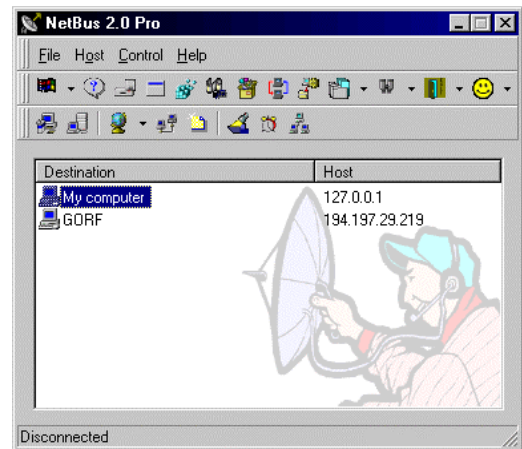 NetBus 2.0 Pro
File Host Control Help
Destination Host
My computer 127.0.0.1
GORF 194.197.29.219
Disconnected